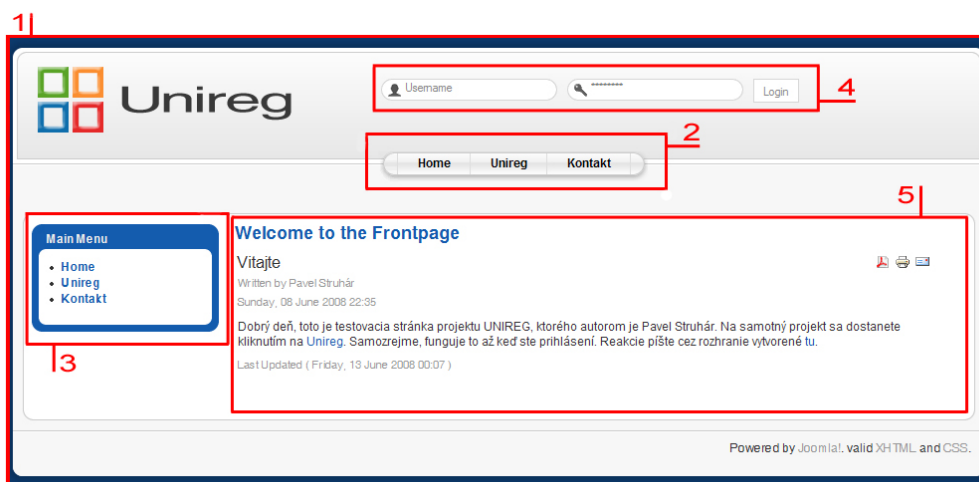 1
Unireg
Username
********
Login
4
2
Home Unireg Kontakt
5
Main Menu
Home
Unireg
Kontakt
3
Welcome to the Frontpage
Vitajte
Written by Pavel Struhár
Sunday, 08 June 2008 22:35
Dobrý deň, toto je testovacia stránka projektu UNIREG, ktorého autorom je Pavel Struhár. Na samotný projekt sa dostanete
kliknutím na Unireg. Samozrejme, funguje to až keď ste prihlásení. Reakcie píšte cez rozhranie vytvorené tu.
Last Updated ( Friday, 13 June 2008 00:07 )
Powered by Joomla!. valid XHTML and CSS.